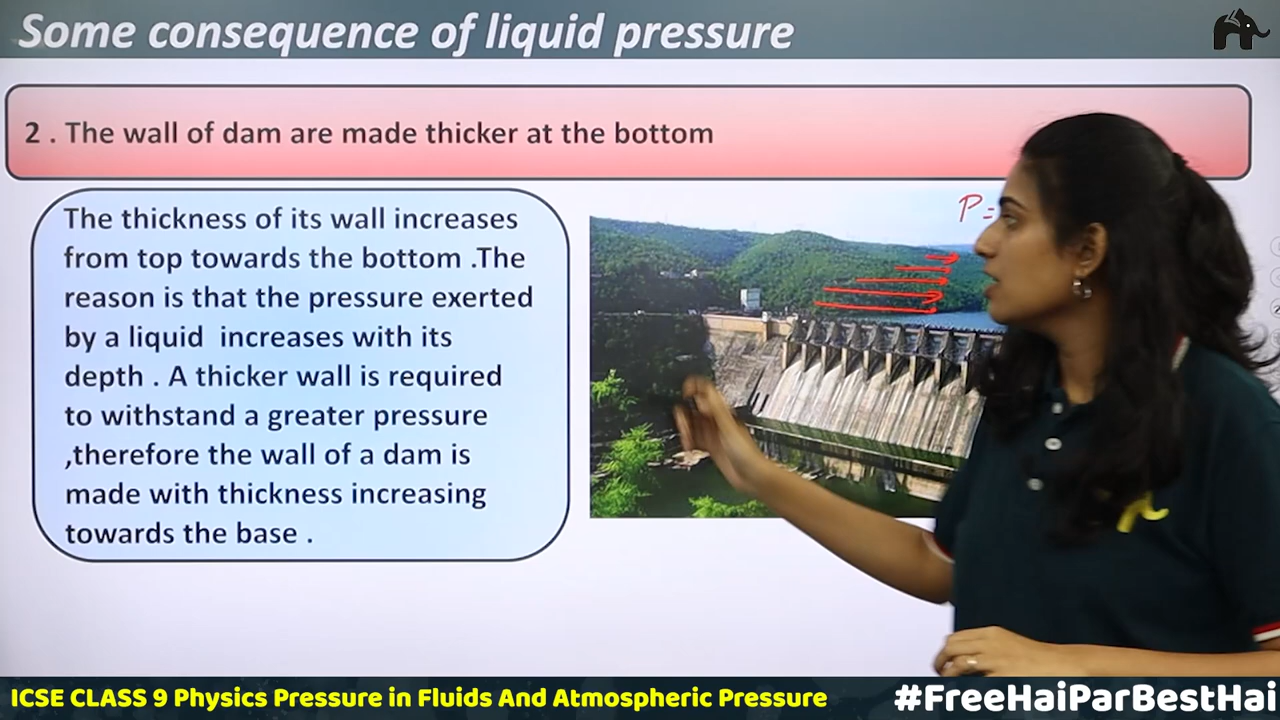 Some consequence of liquid pressure
2 . The wall of dam are made thicker at the bottom
The thickness of its wall increases
from top towards the bottom .The
reason is that the pressure exerted
by a liquid  increases with its
depth . A thicker wall is required
to withstand a greater pressure
,therefore the wall of a dam is
made with thickness increasing
towards the base .
P=
ICSE CLASS 9 Physics Pressure in Fluids And Atmospheric Pressure
#FreeHaiParBestHai